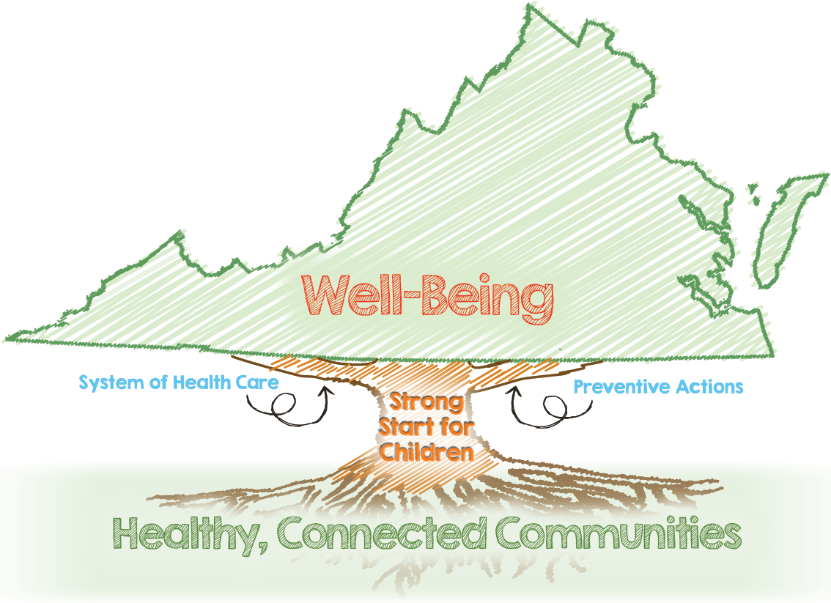 Well-Being
System of Health Care
Preventive Actions
Strong
Start for
Children
Healthy, Connected Communities